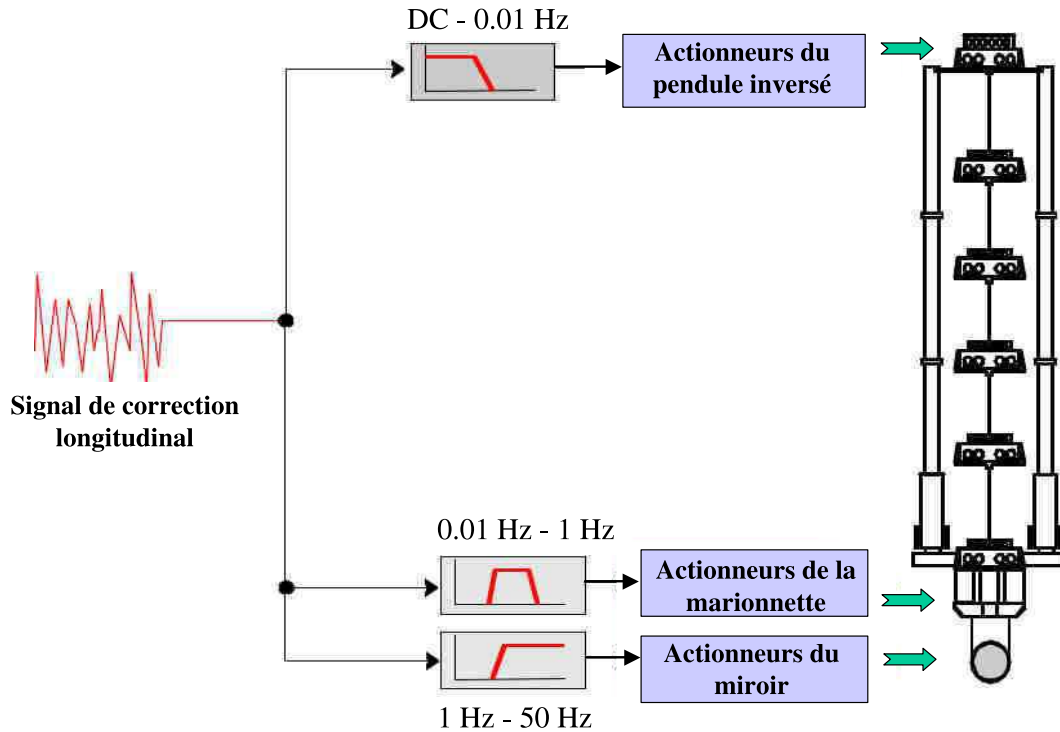 DC - 0.01 Hz
Actionneurs du
pendule inversé
Signal de correction
longitudinal
0.01 Hz - 1 Hz
Actionneurs de la
marionnette
Actionneurs du
miroir
1 Hz - 50 Hz